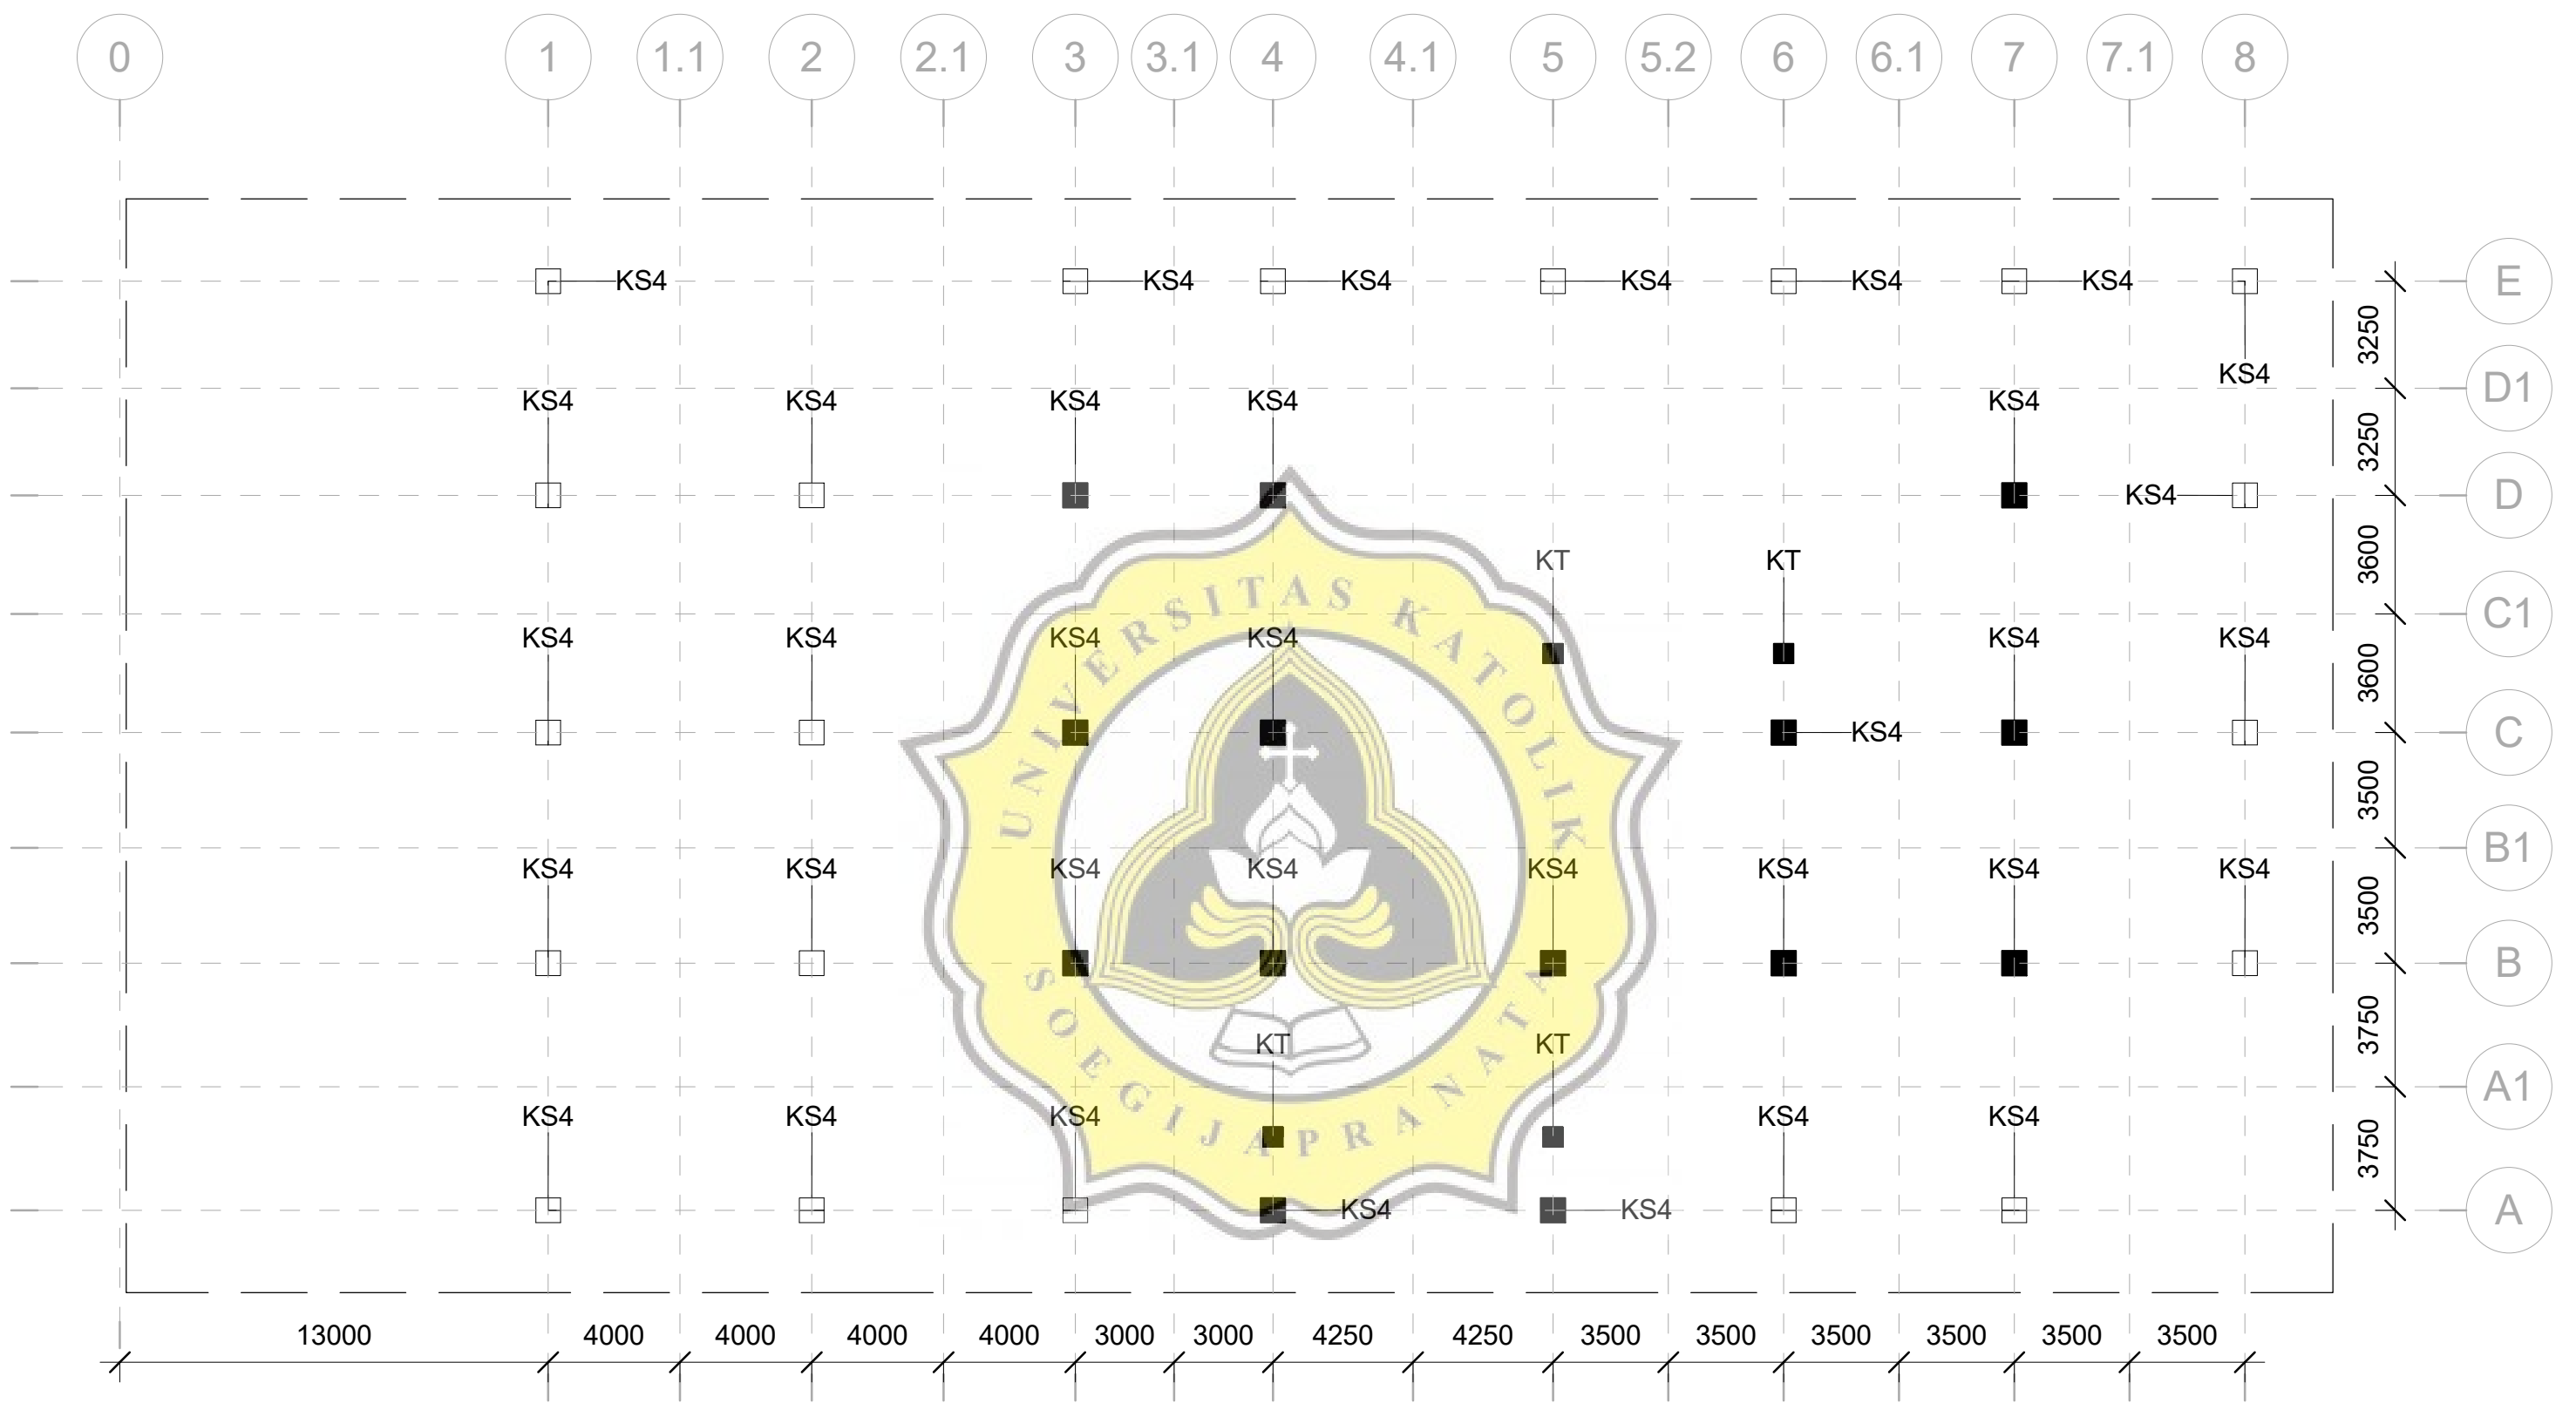 0 1 1.1 2 2.1 3 3.1 4 4.1 5 5.2 6 6.1 7 7.1 8
KS4 KS4 KS4 KS4 KS4 KS4 E
3250
KS4 D1
KS4 KS4 KS4 KS4 KS4
3250
KS4 D
3600
KT KT
UNIVERSITAS KATOLIK
C1
KS4 KS4 KS4 KS4 KS4 KS4
3600
KS4 C
3500
B1
KS4 KS4 KS4 KS4 KS4 KS4 KS4 KS4
3500
B
SOEGIJAPRANATA
3750
KT KT
A1
KS4 KS4 KS4 KS4 KS4
3750
KS4 KS4 A
13000 4000 4000 4000 4000 3000 3000 4250 4250 3500 3500 3500 3500 3500 3500